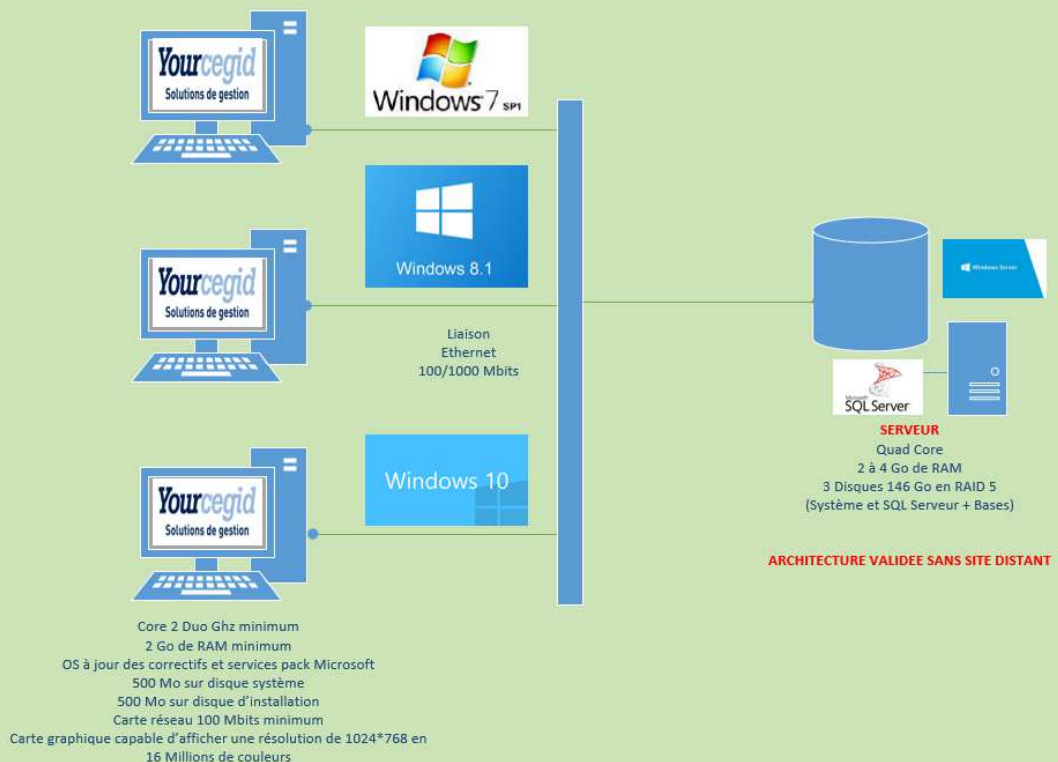 Yourcegid
Solutions de gestion
Windows 7 SP1
Yourcegid
Solutions de gestion
Windows 8.1
Liaison
Ethernet
100/1000 Mbits
Yourcegid
Solutions de gestion
Windows 10
Core 2 Duo Ghz minimum
2 Go de RAM minimum
OS à jour des correctifs et services pack Microsoft
500 Mo sur disque système
500 Mo sur disque d'installation
Carte réseau 100 Mbits minimum
Carte graphique capable d'afficher une résolution de 1024*768 en
16 Millions de couleurs
Windows Server
Microsoft
SQL Server
SERVEUR
Quad Core
2 à 4 Go de RAM
3 Disques 146 Go en RAID 5
(Système et SQL Serveur + Bases)
ARCHITECTURE VALIDEE SANS SITE DISTANT